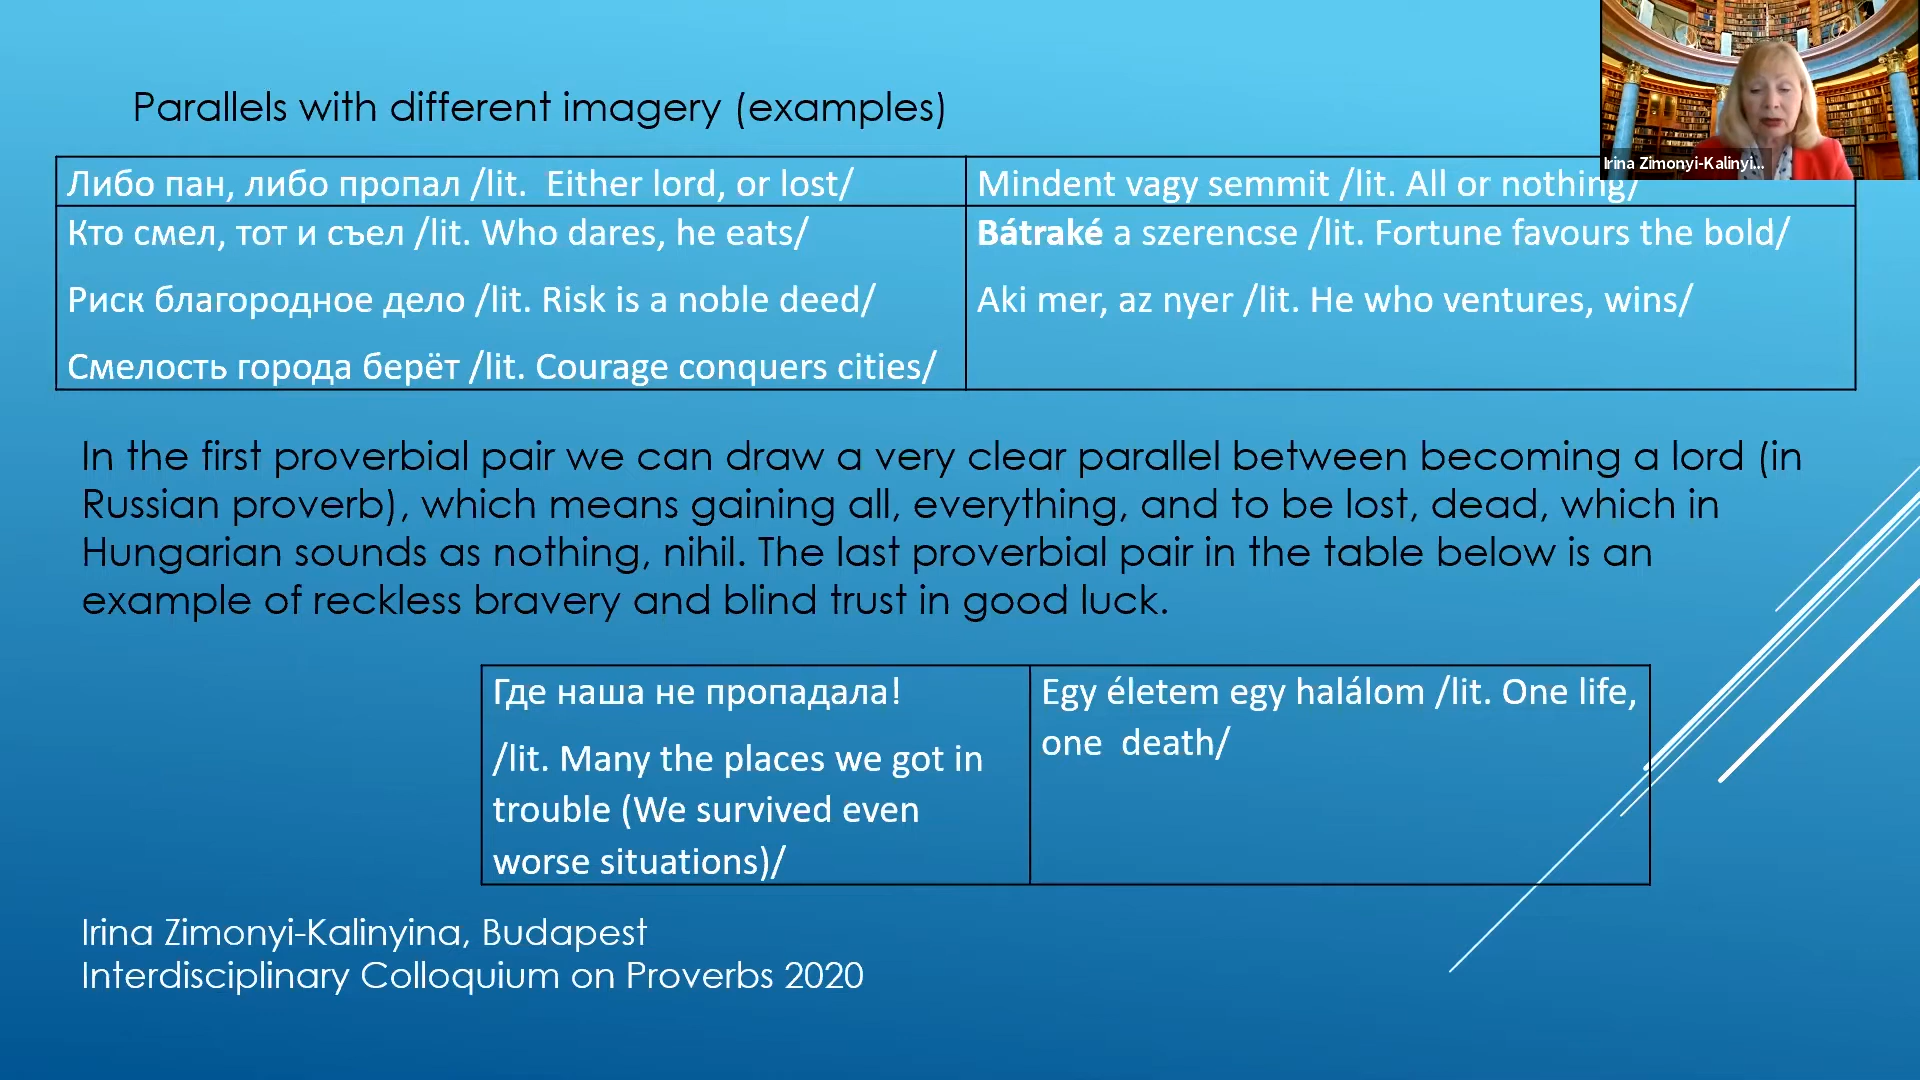 Parallels with different imagery (examples)
Irina Zimonyi-Kalinyi...
Либо пан, либо пропал /lit. Either lord, or lost/
Mindent vagy semmit /lit. All or nothing/
Кто смел, тот и съел /lit. Who dares, he eats/
Риск благородное дело /lit. Risk is a noble deed/
Смелость города берёт /lit. Courage conquers cities/
Bátraké a szerencse /lit. Fortune favours the bold/
Aki mer, az nyer /lit. He who ventures, wins/
In the first proverbial pair we can draw a very clear parallel between becoming a lord (in
Russian proverb), which means gaining all, everything, and to be lost, dead, which in
Hungarian sounds as nothing, nihil. The last proverbial pair in the table below is an
example of reckless bravery and blind trust in good luck.
Где наша не пропадала!
/lit. Many the places we got in
trouble (We survived even
worse situations)/
Egy életem egy halálom /lit. One life,
one death/
Irina Zimonyi-Kalinyina, Budapest
Interdisciplinary Colloquium on Proverbs 2020